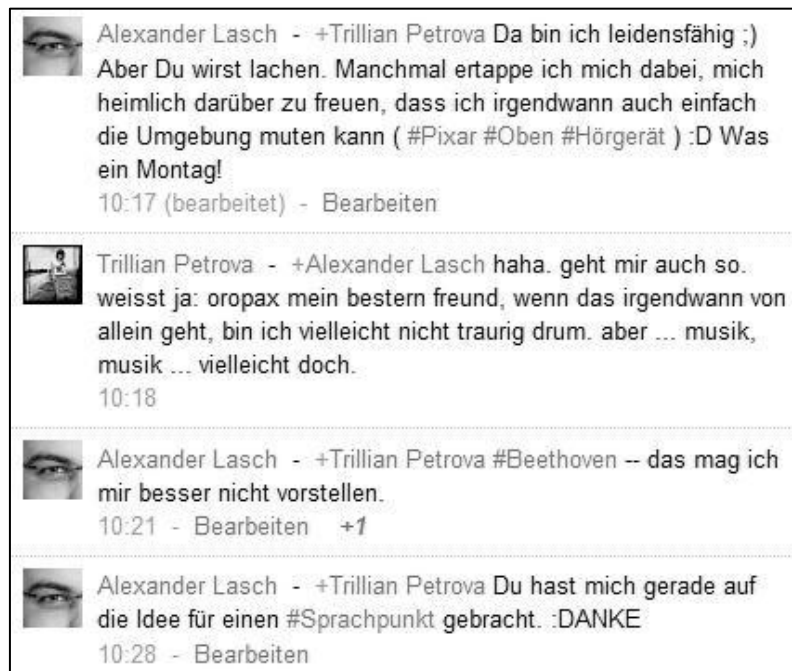 Alexander Lasch - +Trillian Petrova Da bin ich leidensfähig ;)
Aber Du wirst lachen. Manchmal ertappe ich mich dabei, mich
heimlich darüber zu freuen, dass ich irgendwann auch einfach
die Umgebung muten kann ( #Pixar #Oben #Hörgerät ) :D Was
ein Montag!
10:17 (bearbeitet) - Bearbeiten
Trillian Petrova - +Alexander Lasch haha. geht mir auch so.
weisst ja: oropax mein bestern freund, wenn das irgendwann von
allein geht, bin ich vielleicht nicht traurig drum. aber ... musik,
musik ... vielleicht doch.
10:18
Alexander Lasch - +Trillian Petrova #Beethoven -- das mag ich
mir besser nicht vorstellen.
10:21 - Bearbeiten +1
Alexander Lasch - +Trillian Petrova Du hast mich gerade auf
die Idee für einen #Sprachpunkt gebracht. :DANKE
10:28 - Bearbeiten